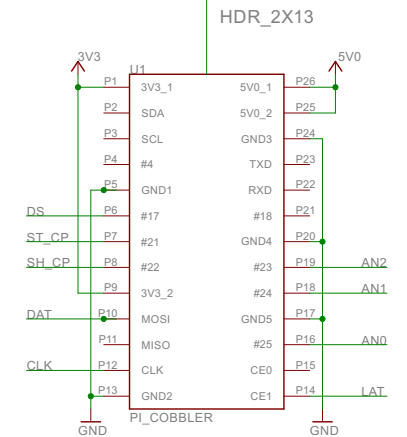 HDR_2X13
3V3 5V0
U1
P1 3V3_1 5V0_1 P26
P2 SDA 5V0_2 P25
P3 SCL GND3 P24
P4 #4 TXD P23
P5 GND1 RXD P22
DS P6 #17 #18 P21
ST_CP P7 #21 GND4 P20
SH_CP P8 #22 #23 P19 AN2
P9 3V3_2 #24 P18 AN1
DAT P10 MOSI GND5 P17
P11 MISO #25 P16 AN0
CLK P12 CLK CE0 P15
P13 GND2 CE1 P14 LAT
PI_COBBLER
GND GND